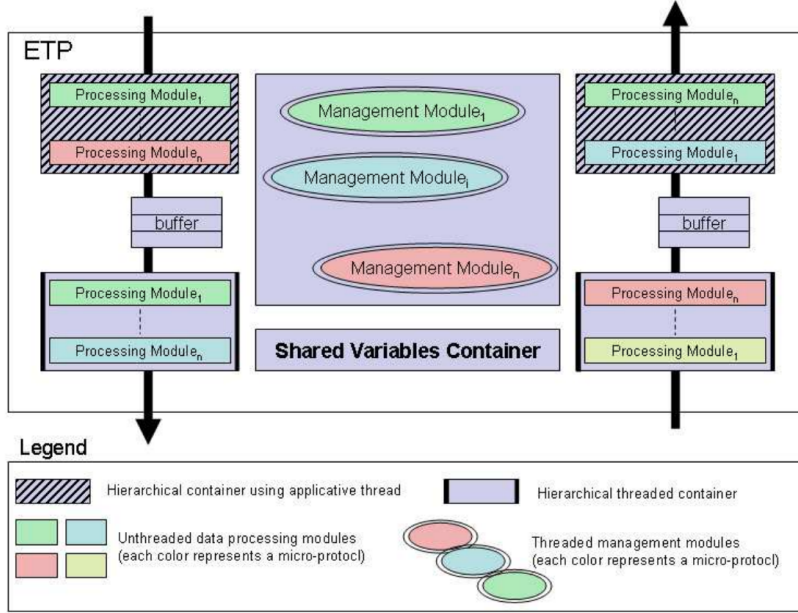 ETP
Processing Module1
Processing Modulen
buffer
Processing Module1
Processing Modulen
Management Module1
Management Modulei
Management Modulen
Shared Variables Container
Processing Modulen
Processing Module1
buffer
Processing Modulen
Processing Module1
Legend
Hierarchical container using applicative thread
Hierarchical threaded container
Unthreaded data processing modules
(each color represents a micro-protocl)
Threaded management modules
(each color represents a micro-protocl)